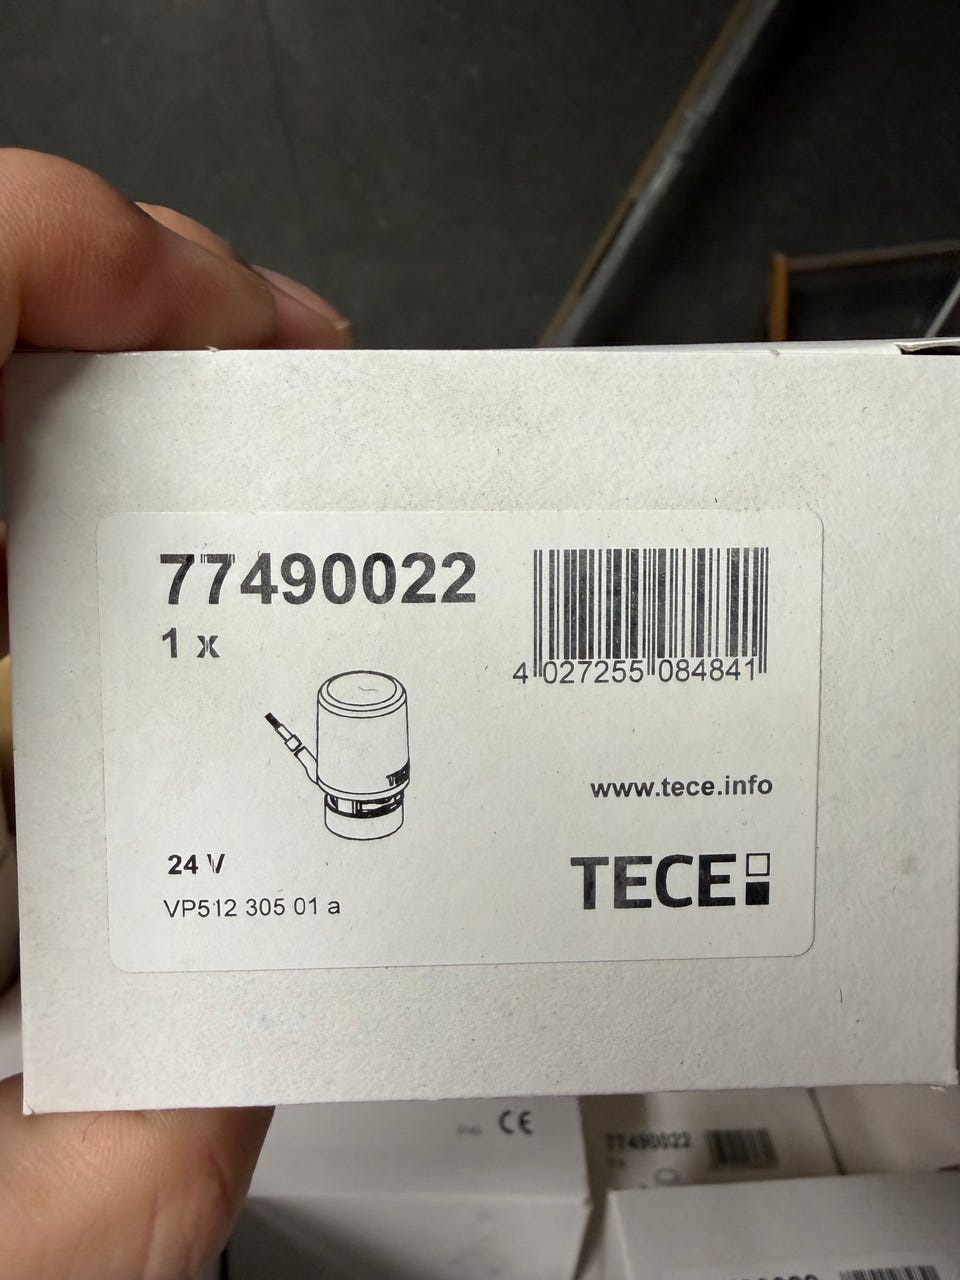 77490022
1 x
4 027255 084841
www.tece.info
24 V
TECE
VP512 305 01 a
CE
77490022